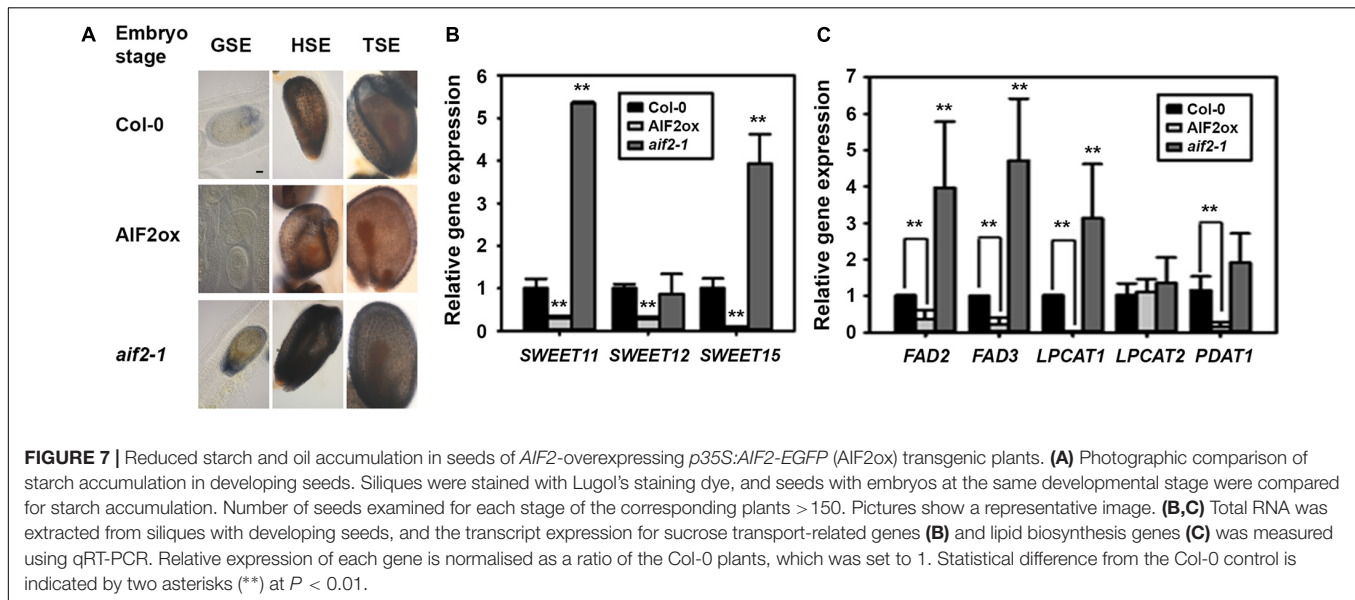 A
Embryo stage
GSE
HSE
TSE
Col-0
AIF2ox
aif2-1
B
Relative gene expression
6
5
4
3
2
1
0
Col-0
AIF2ox
aif2-1
**
**
**
**
**
SWEET11 SWEET12 SWEET15
C
Relative gene expression
7
6
5
4
3
2
1
0
Col-0
AIF2ox
aif2-1
**
**
**
**
**
**
**
FAD2 FAD3 LPCAT1 LPCAT2 PDAT1
FIGURE 7 | Reduced starch and oil accumulation in seeds of AIF2-overexpressing p35S:AIF2-EGFP (AIF2ox) transgenic plants. (A) Photographic comparison of
starch accumulation in developing seeds. Siliques were stained with Lugol's staining dye, and seeds with embryos at the same developmental stage were compared
for starch accumulation. Number of seeds examined for each stage of the corresponding plants >150. Pictures show a representative image. (B,C) Total RNA was
extracted from siliques with developing seeds, and the transcript expression for sucrose transport-related genes (B) and lipid biosynthesis genes (C) was measured
using qRT-PCR. Relative expression of each gene is normalised as a ratio of the Col-0 plants, which was set to 1. Statistical difference from the Col-0 control is
indicated by two asterisks (**) at P < 0.01.